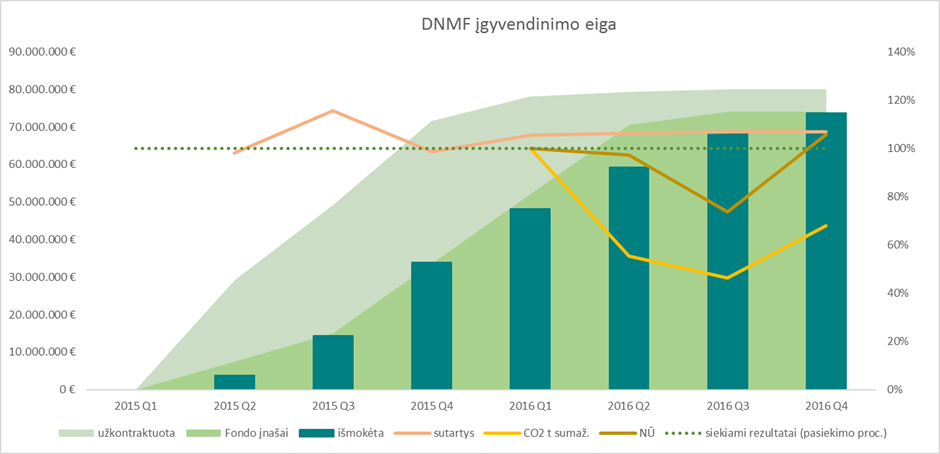 DNMF įgyvendinimo eiga
90.000.000 € 140%
80.000.000 € 120%
70.000.000 € 100%
60.000.000 € 80%
50.000.000 € 60%
40.000.000 € 40%
30.000.000 € 20%
20.000.000 € 0%
10.000.000 €
0 €
2015 Q1 2015 Q2 2015 Q3 2015 Q4 2016 Q1 2016 Q2 2016 Q3 2016 Q4
užkontraktuota Fondo įnašai išmokėta sutartys CO2 t sumaž. NŪ siekiami rezultatai (pasiekimo proc.)